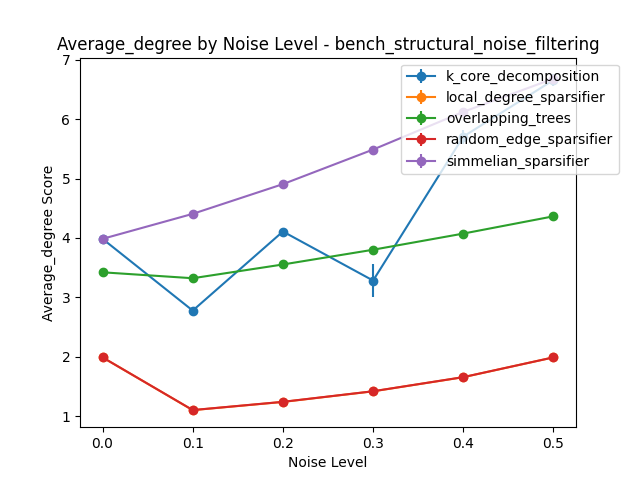 Average_degree by Noise Level - bench_structural_noise_filtering
k_core_decomposition
local_degree_sparsifier
overlapping_trees
random_edge_sparsifier
simmelian_sparsifier
Average_degree Score
7
6
5
4
3
2
1
0.0 0.1 0.2 0.3 0.4 0.5
Noise Level